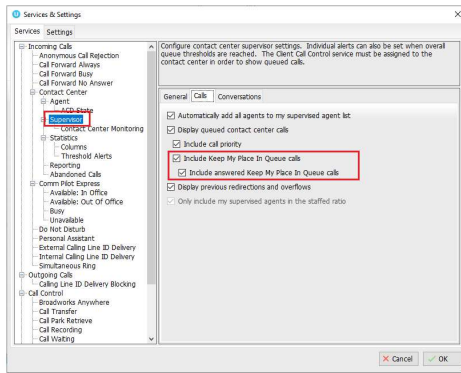 Services & Settings
Services Settings
Incoming Calls
Anonymous Call Rejection
Call Forward Always
Call Forward Busy
Call Forward No Answer
Contact Center
Agent
ACD State
Supervisor
Contact Center Monitoring
Statistics
Columns
Threshold Alerts
Reporting
Abandoned Calls
Comm Pilot Express
Available: In Office
Available: Out Of Office
Busy
Unavailable
Do Not Disturb
Personal Assistant
External Calling Line ID Delivery
Internal Calling Line ID Delivery
Simultaneous Ring
Outgoing Calls
Calling Line ID Delivery Blocking
Call Control
Broadworks Anywhere
Call Transfer
Call Park Retrieve
Call Recording
Call Waiting
Configure contact center supervisor settings. Individual alerts can also be set when overall
queue thresholds are reached. The Client Call Control service must be assigned to the
contact center in order to show queued calls.
General Calls Conversations
Automatically add all agents to my supervised agent list
Display queued contact center calls
Include call priority
Include Keep My Place In Queue calls
Include answered Keep My Place In Queue calls
Display previous redirections and overflows
Only include my supervised agents in the staffed ratio
Cancel OK